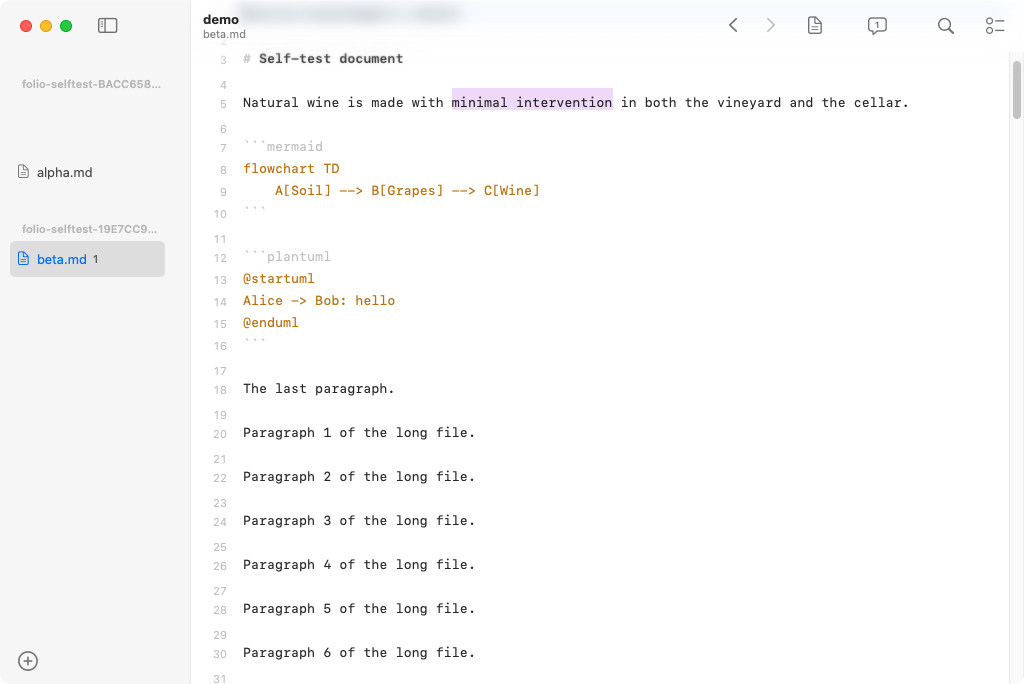 demo
beta.md
1
folio-selftest-BACC658...
alpha.md
folio-selftest-19E7CC9...
beta.md 1
3 # Self-test document
4
5 Natural wine is made with minimal intervention in both the vineyard and the cellar.
6
7 ```mermaid
8 flowchart TD
9 A[Soil] --> B[Grapes] --> C[Wine]
10 ```
11
12 ```plantuml
13 @startuml
14 Alice -> Bob: hello
15 @enduml
16 ```
17
18 The last paragraph.
19
20 Paragraph 1 of the long file.
21
22 Paragraph 2 of the long file.
23
24 Paragraph 3 of the long file.
25
26 Paragraph 4 of the long file.
27
28 Paragraph 5 of the long file.
29
30 Paragraph 6 of the long file.
31